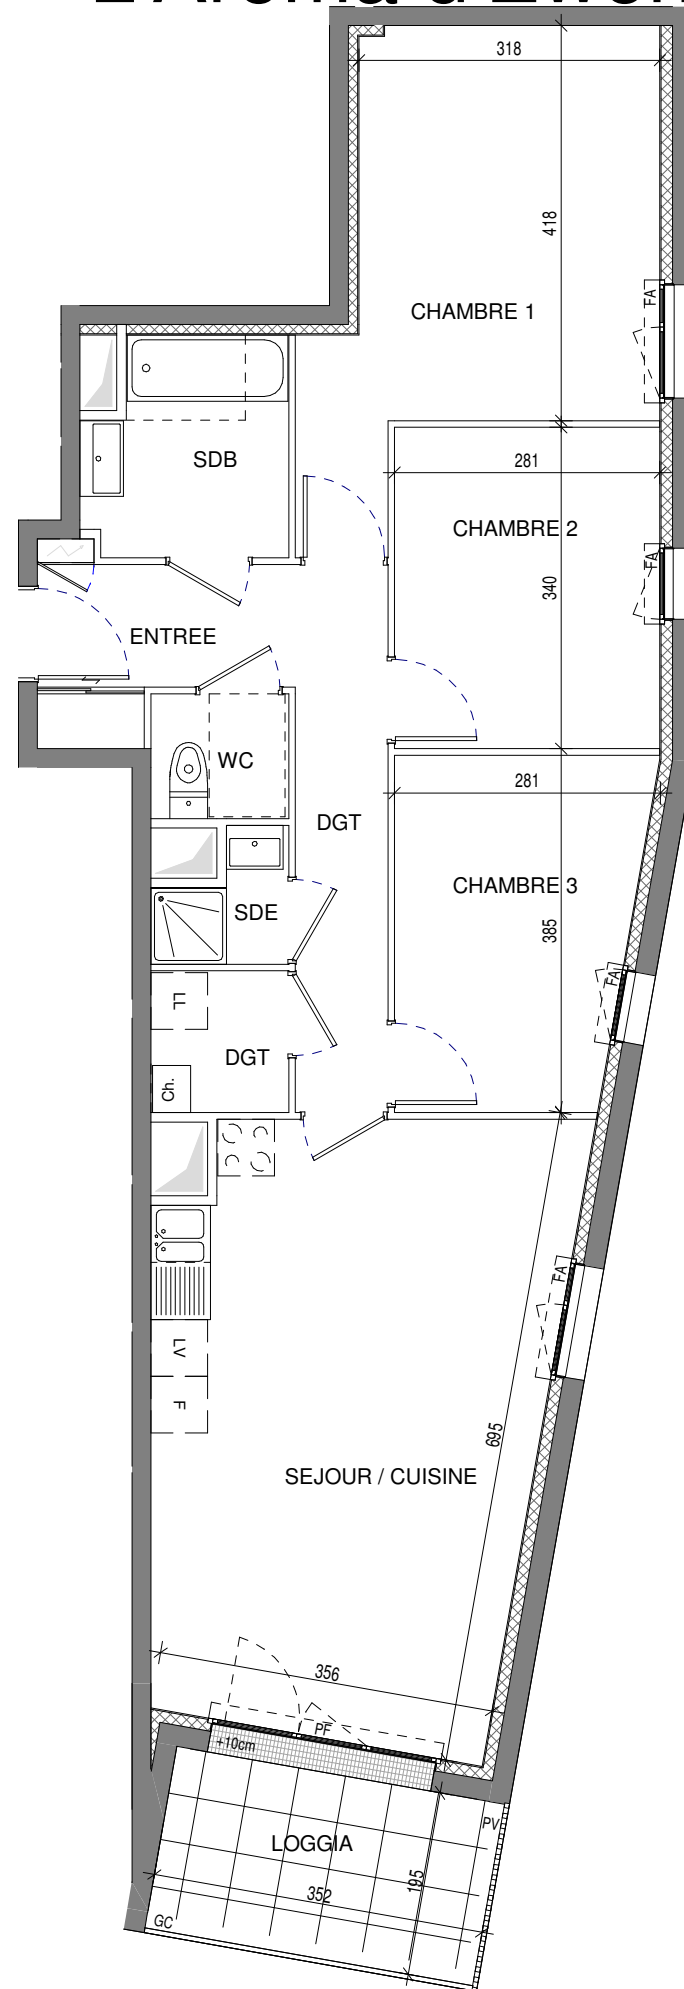 318
418
CHAMBRE 1
FA
281
SDB
CHAMBRE 2
FA
340
ENTREE
WC
281
DGT
CHAMBRE 3
SDE
385
FA
LL
DGT
Ch.
FA
LV
F
695
SEJOUR / CUISINE
356
PF
+10cm
PV
LOGGIA
195
352
GC